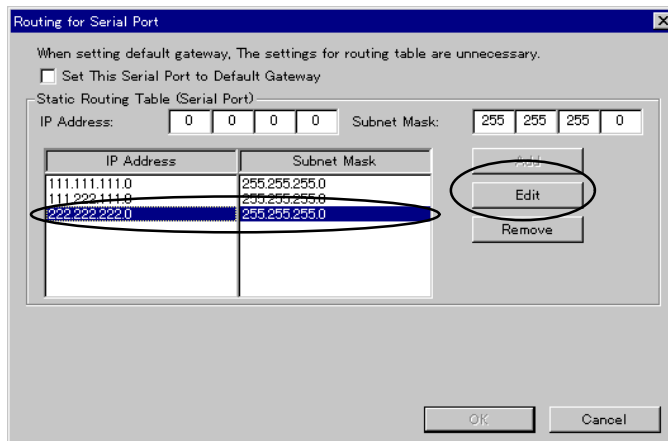 Routing for Serial Port
When setting default gateway, The settings for routing table are unnecessary.
Set This Serial Port to Default Gateway
Static Routing Table (Serial Port)
IP Address: 0 0 0 0 Subnet Mask: 255 255 255 0
IP Address Subnet Mask
111.111.111.0 255.255.255.0
111.222.111.0 255.255.255.0
222.222.222.0 255.255.255.0
Add
Edit
Remove
OK Cancel